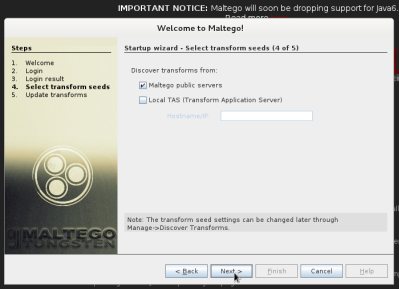 IMPORTANT NOTICE: Maltego will soon be dropping support for Java6.
Read more
Welcome to Maltego!
Steps
1. Welcome
2. Login
3. Login result
4. Select transform seeds
5. Update transforms
Startup wizard - Select transform seeds (4 of 5)
Discover transforms from:
Maltego public servers
Local TAS (Transform Application Server)
Hostname/IP:
Note: The transform seed settings can be changed later through
Manage->Discover Transforms.
MALTEGO
TUNGSTEN
< Back
Next >
Finish
Cancel
Help